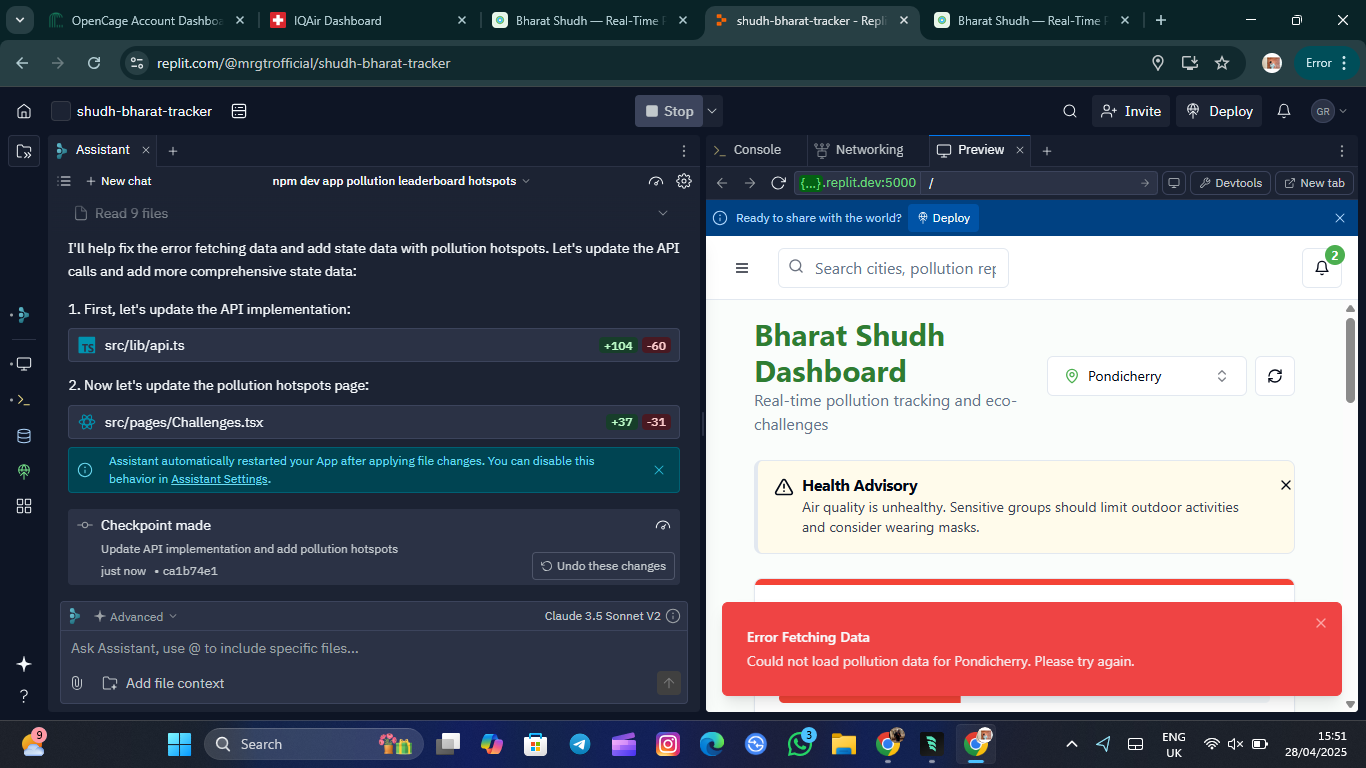 OpenCage Account Dashboa
IQAir Dashboard
Bharat Shudh — Real-Time P
shudh-bharat-tracker - Repli
Bharat Shudh — Real-Time P
replit.com/@mrgtrofficial/shudh-bharat-tracker
Error
shudh-bharat-tracker
Stop
Invite
Deploy
GR
Assistant
Console
Networking
Preview
New chat
npm dev app pollution leaderboard hotspots
{...}.replit.dev:5000 /
Devtools
New tab
Read 9 files
Ready to share with the world?
Deploy
I'll help fix the error fetching data and add state data with pollution hotspots. Let's update the API
calls and add more comprehensive state data:
1. First, let's update the API implementation:
TS src/lib/api.ts +104 -60
2. Now let's update the pollution hotspots page:
src/pages/Challenges.tsx +37 -31
Assistant automatically restarted your App after applying file changes. You can disable this
behavior in Assistant Settings.
Checkpoint made
Update API implementation and add pollution hotspots
just now • ca1b74e1
Undo these changes
Advanced
Claude 3.5 Sonnet V2
Ask Assistant, use @ to include specific files...
Add file context
Search cities, pollution rep
2
Bharat Shudh
Dashboard
Real-time pollution tracking and eco-
challenges
Pondicherry
Health Advisory
Air quality is unhealthy. Sensitive groups should limit outdoor activities
and consider wearing masks.
Error Fetching Data
Could not load pollution data for Pondicherry. Please try again.
9
Search
3
ENG
UK
15:51
28/04/2025